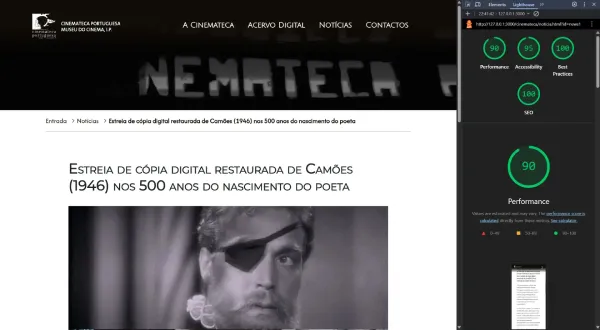 cinemateca portuguesa
CINEMATECA PORTUGUESA
MUSEU DO CINEMA, I.P.
A CINEMATECA
ACERVO DIGITAL
NOTÍCIAS
CONTACTOS
NEMATECA
Entrada > Notícias > Estreia de cópia digital restaurada de Camões (1946) nos 500 anos do nascimento do poeta
ESTREIA DE CÓPIA DIGITAL RESTAURADA DE CAMÕES
(1946) NOS 500 ANOS DO NASCIMENTO DO POETA
Elements
Lighthouse
90
95
100
Performance
Accessibility
Best
Practices
100
SEO
90
Performance
Values are estimated and may vary. The performance score is
calculated directly from these metrics. See calculator.
0–49
50–89
90–100